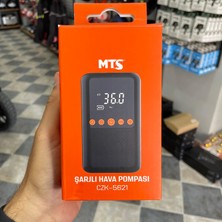 MTS
36.0
ŞARJLI HAVA POMPASI
CZK-5621